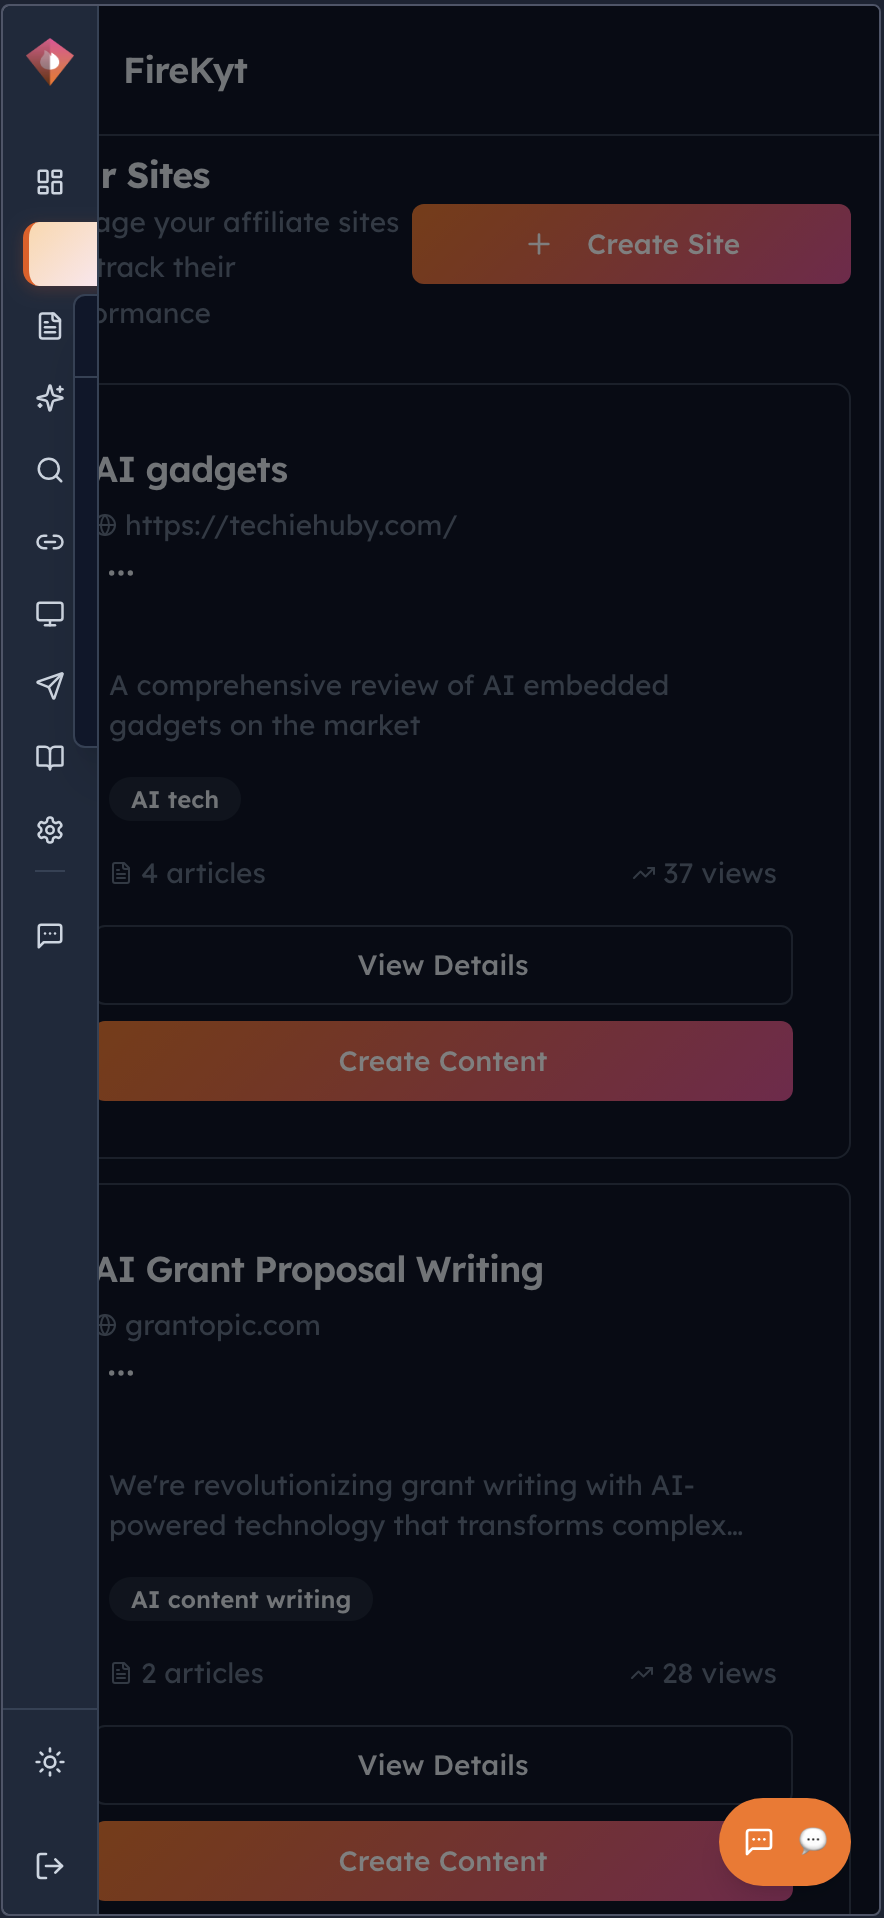 FireKyt
r Sites
age your affiliate sites
track their
ormance
Create Site
AI gadgets
https://techiehuby.com/
...
A comprehensive review of AI embedded
gadgets on the market
AI tech
4 articles
37 views
View Details
Create Content
AI Grant Proposal Writing
grantopic.com
...
We're revolutionizing grant writing with AI-
powered technology that transforms complex...
AI content writing
2 articles
28 views
View Details
Create Content